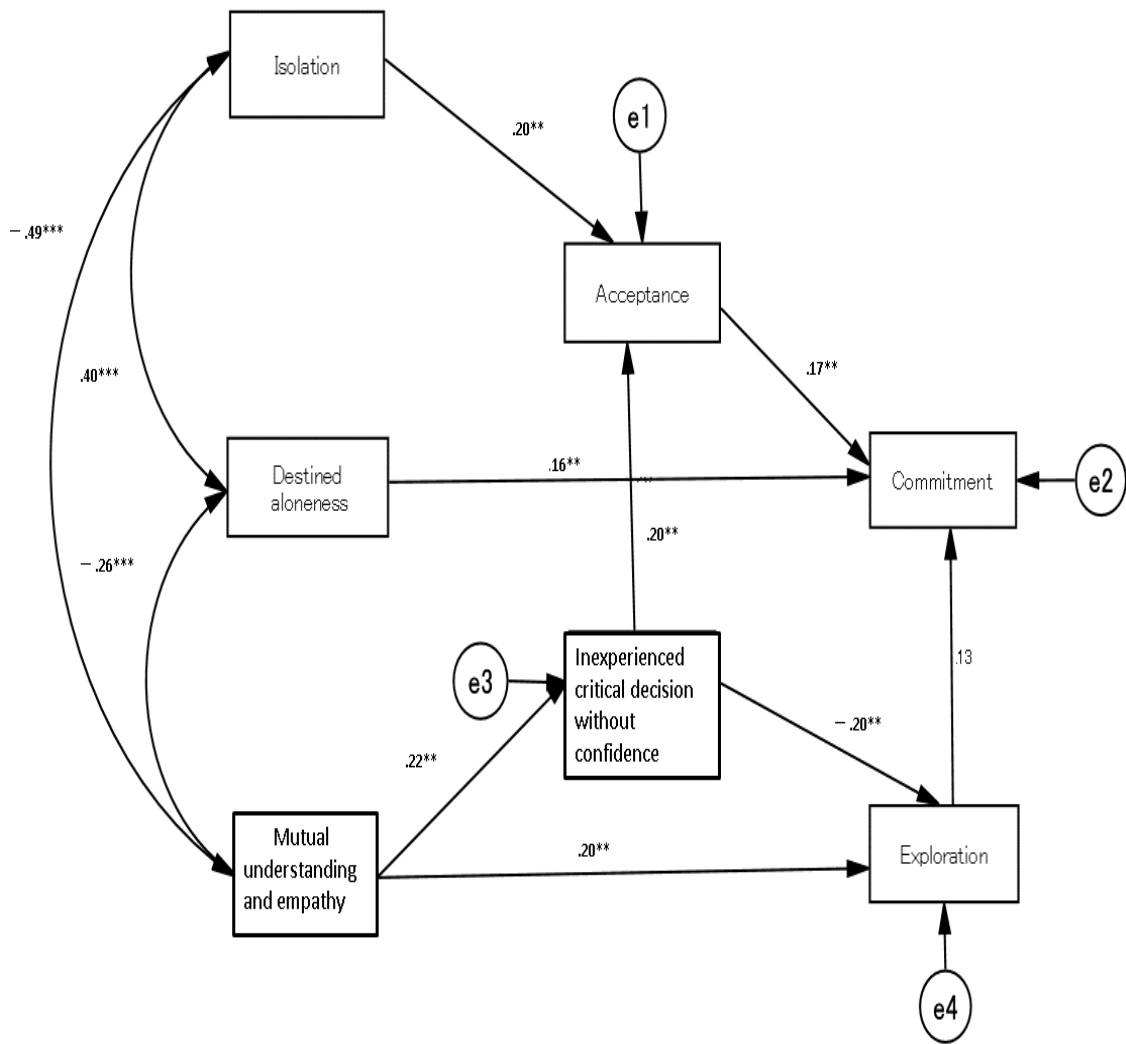 Isolation
e1
.20**
− .49***
Acceptance
.40***
.17**
Destined
aloneness
.16**
Commitment
e2
.20**
− .26***
e3
Inexperienced
critical decision
without
confidence
.13
− .20**
.22**
Mutual
understanding
and empathy
.20**
Exploration
e4